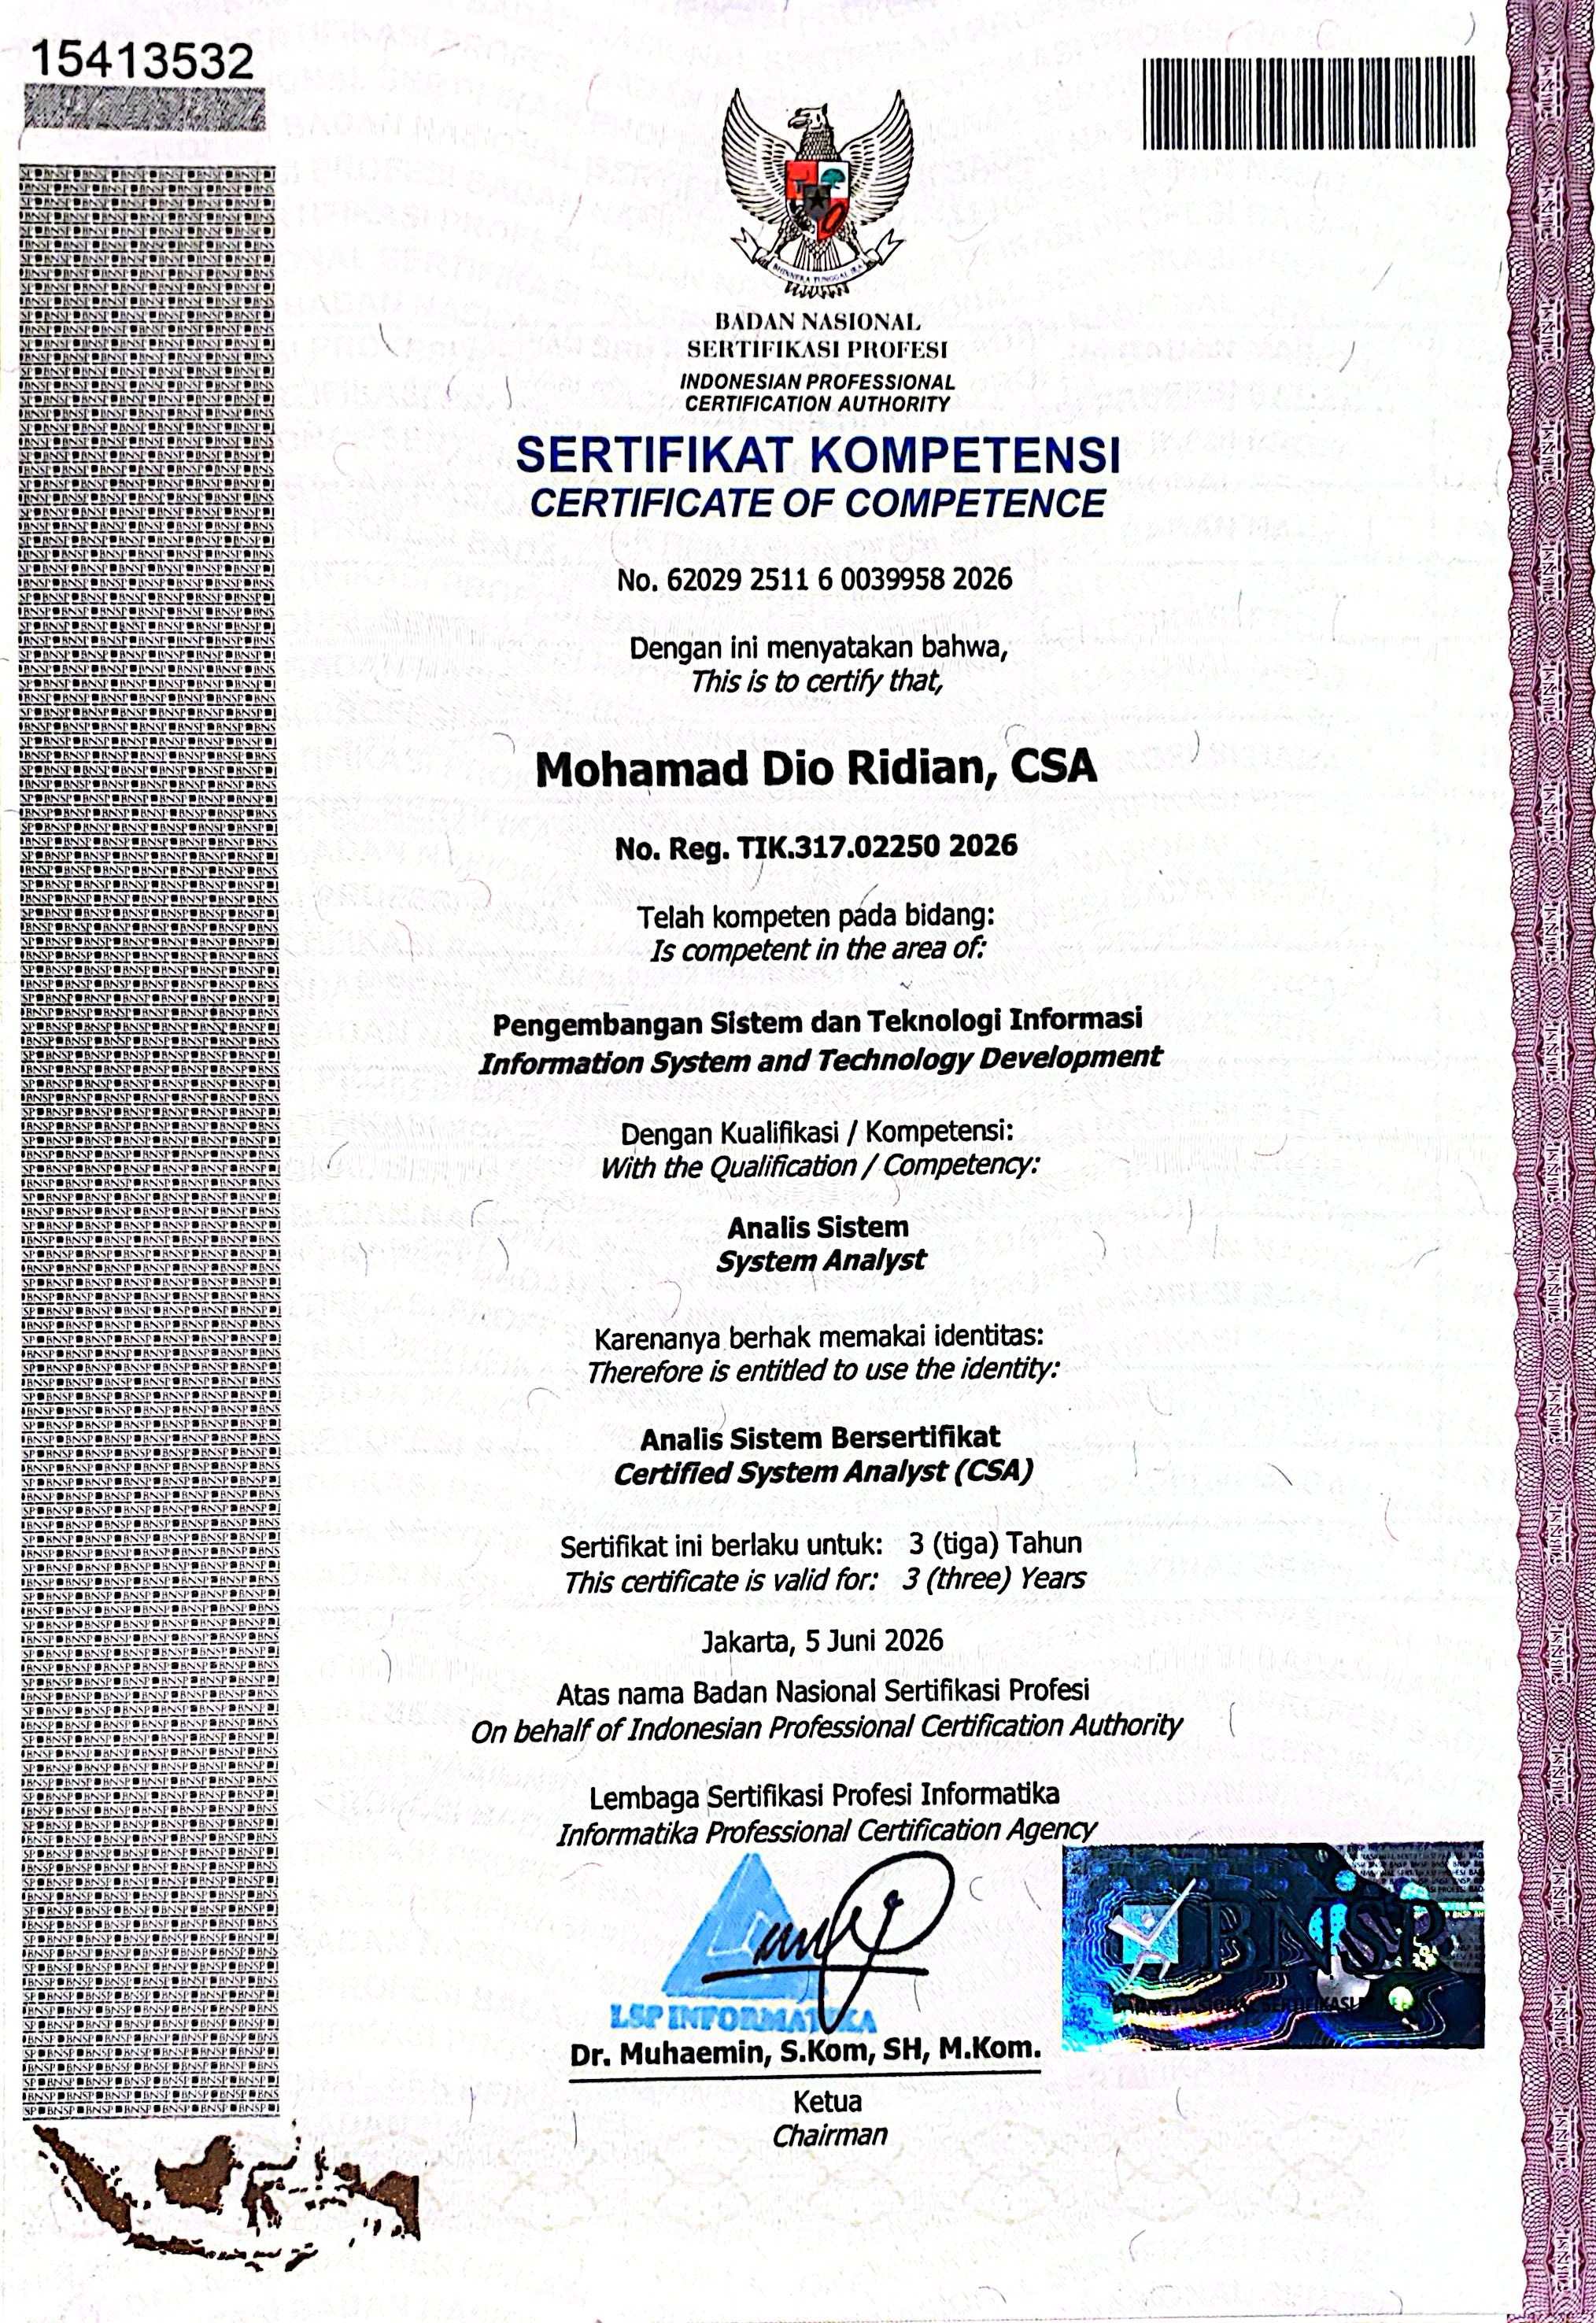 15413532
BHINNEKA TUNGGAL IKA
BADAN NASIONAL
SERTIFIKASI PROFESI
INDONESIAN PROFESSIONAL
CERTIFICATION AUTHORITY
SERTIFIKAT KOMPETENSI
CERTIFICATE OF COMPETENCE
No. 62029 2511 6 0039958 2026
Dengan ini menyatakan bahwa,
This is to certify that,
Mohamad Dio Ridian, CSA
No. Reg. TIK.317.02250 2026
Telah kompeten pada bidang:
Is competent in the area of:
Pengembangan Sistem dan Teknologi Informasi
Information System and Technology Development
Dengan Kualifikasi / Kompetensi:
With the Qualification / Competency:
Analis Sistem
System Analyst
Karenanya berhak memakai identitas:
Therefore is entitled to use the identity:
Analis Sistem Bersertifikat
Certified System Analyst (CSA)
Sertifikat ini berlaku untuk: 3 (tiga) Tahun
This certificate is valid for: 3 (three) Years
Jakarta, 5 Juni 2026
Atas nama Badan Nasional Sertifikasi Profesi
On behalf of Indonesian Professional Certification Authority
Lembaga Sertifikasi Profesi Informatika
Informatika Professional Certification Agency
LSP INFORMATIKA
BNSP
Dr. Muhaemin, S.Kom, SH, M.Kom.
Ketua
Chairman